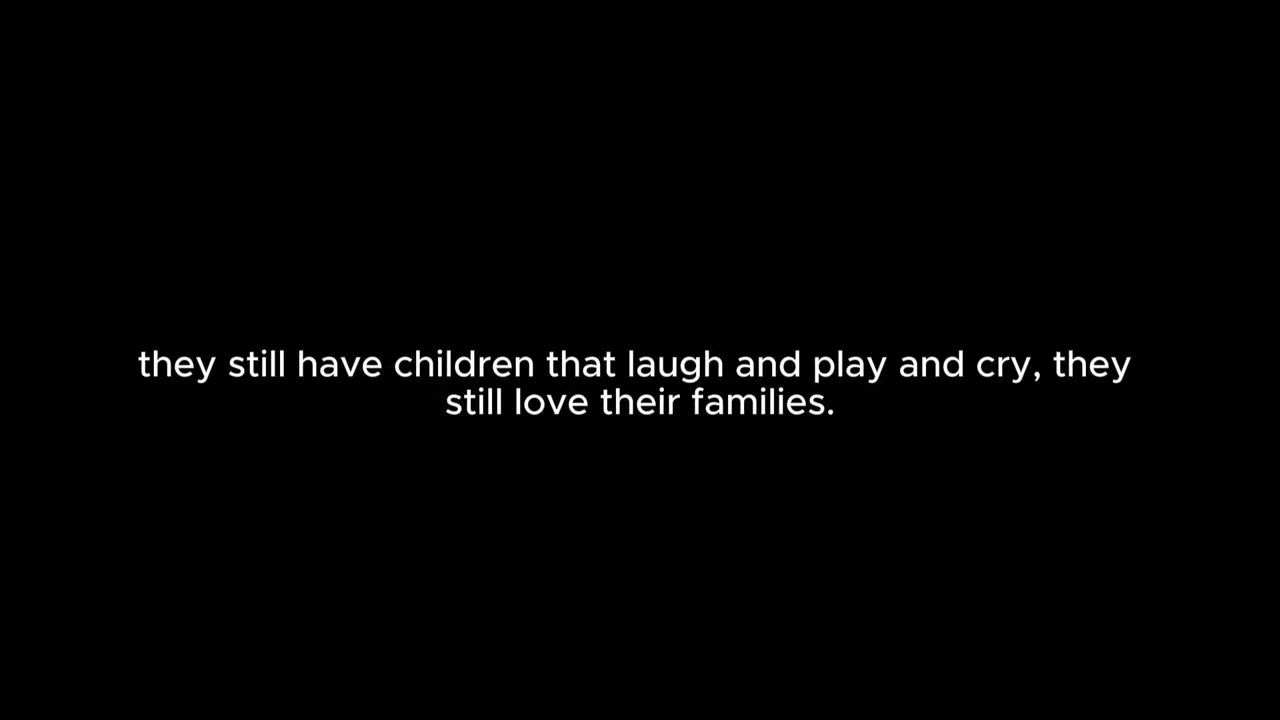 they still have children that laugh and play and cry, they
still love their families.